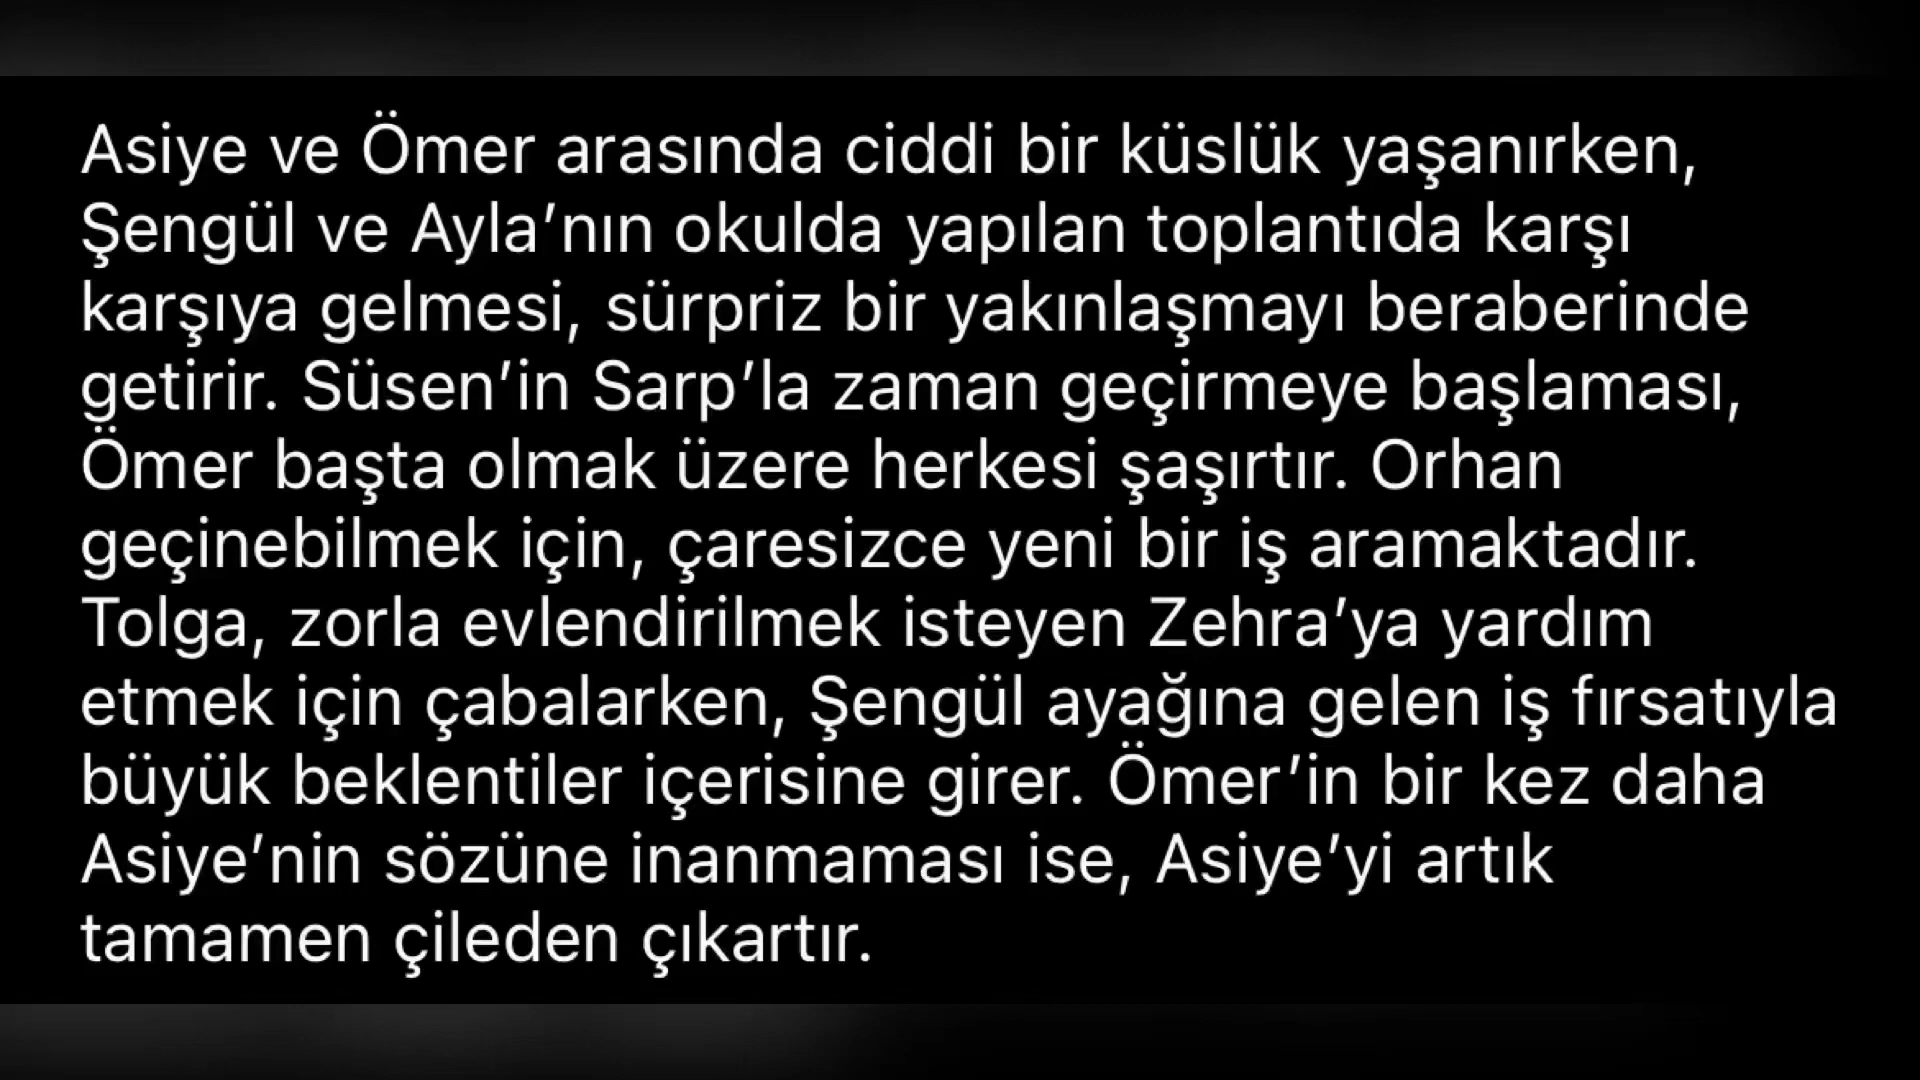 Asiye ve Ömer arasında ciddi bir küslük yaşanırken,
Şengül ve Ayla’nın okulda yapılan toplantıda karşı
karşıya gelmesi, sürpriz bir yakınlaşmayı beraberinde
getirir. Süsen’in Sarp’la zaman geçirmeye başlaması,
Ömer başta olmak üzere herkesi şaşırtır. Orhan
geçinebilmek için, çaresizce yeni bir iş aramaktadır.
Tolga, zorla evlendirilmek isteyen Zehra’ya yardım
etmek için çabalarken, Şengül ayağına gelen iş fırsatıyla
büyük beklentiler içerisine girer. Ömer’in bir kez daha
Asiye’nin sözüne inanmaması ise, Asiye’yi artık
tamamen çileden çıkartır.